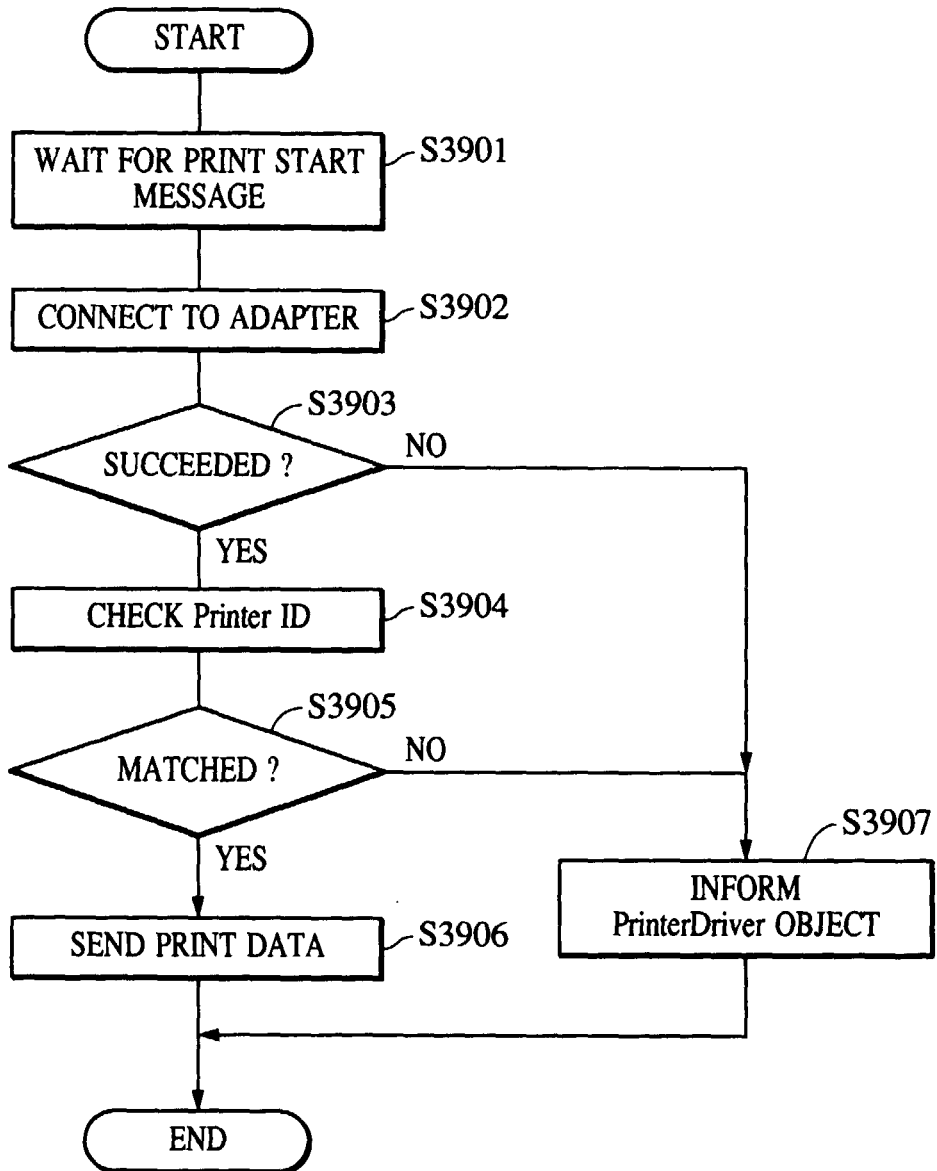 START
WAIT FOR PRINT START
MESSAGE
S3901
CONNECT TO ADAPTER
S3902
S3903
SUCCEEDED ?
NO
YES
CHECK Printer ID
S3904
S3905
MATCHED ?
NO
YES
S3907
INFORM
PrinterDriver OBJECT
SEND PRINT DATA
S3906
END